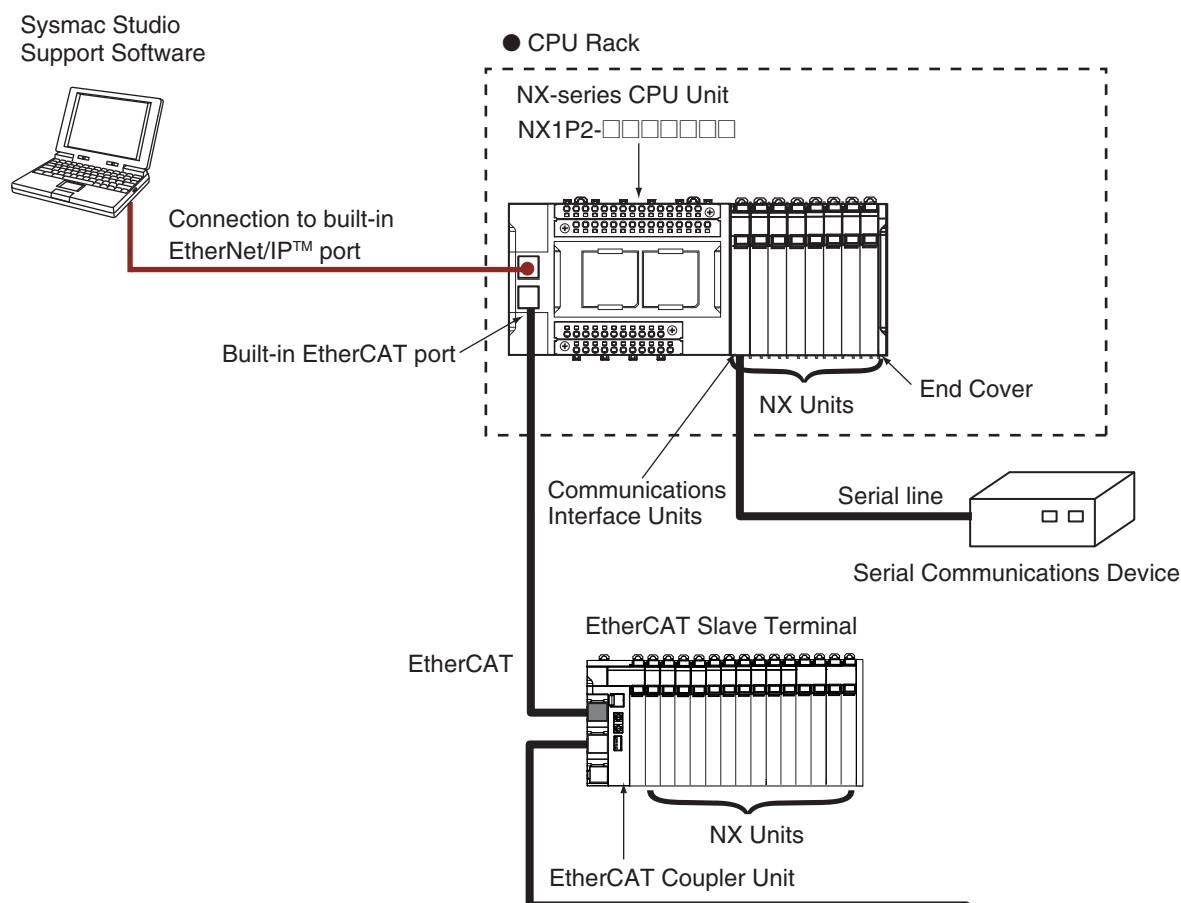 Sysmac Studio
Support Software
● CPU Rack
NX-series CPU Unit
NX1P2-□□□□□□□
Connection to built-in
EtherNet/IP™ port
Built-in EtherCAT port
End Cover
NX Units
Communications
Interface Units
Serial line
Serial Communications Device
EtherCAT Slave Terminal
EtherCAT
NX Units
EtherCAT Coupler Unit